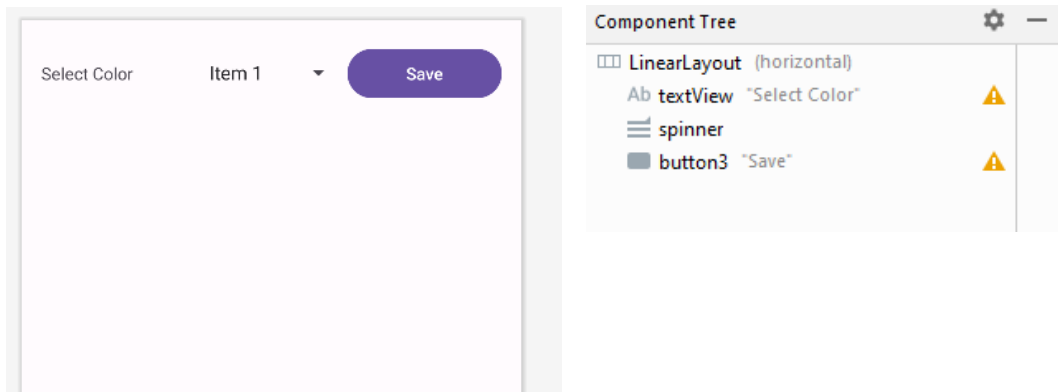 Select Color Item 1 Save
Component Tree
LinearLayout (horizontal)
Ab textView "Select Color"
spinner
button3 "Save"